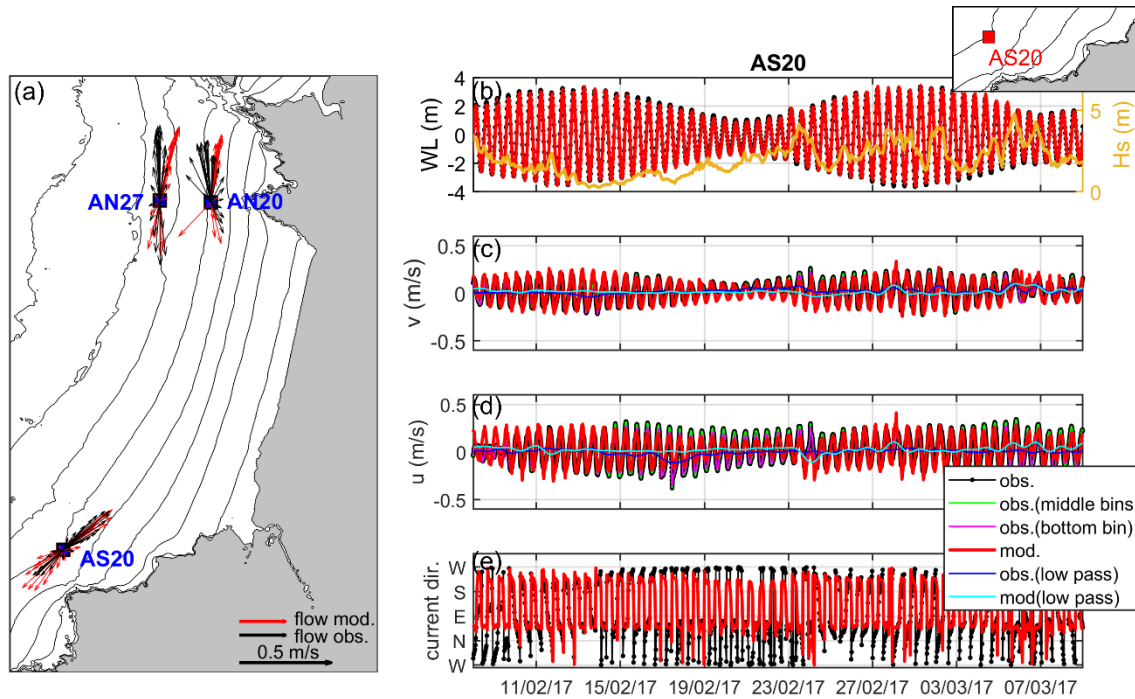 (a)
AN27
AN20
AS20
flow mod.
flow obs.
0.5 m/s
AS20
AS20
(b)
WL (m)
4
2
0
-2
-4
5
0
Hs (m)
(c)
v (m/s)
0.5
0
-0.5
(d)
u (m/s)
0.5
0
-0.5
(e)
current dir.
W
S
E
N
W
obs.
obs.(middle bins
obs.(bottom bin)
mod.
obs.(low pass)
mod(low pass)
11/02/17 15/02/17 19/02/17 23/02/17 27/02/17 03/03/17 07/03/17